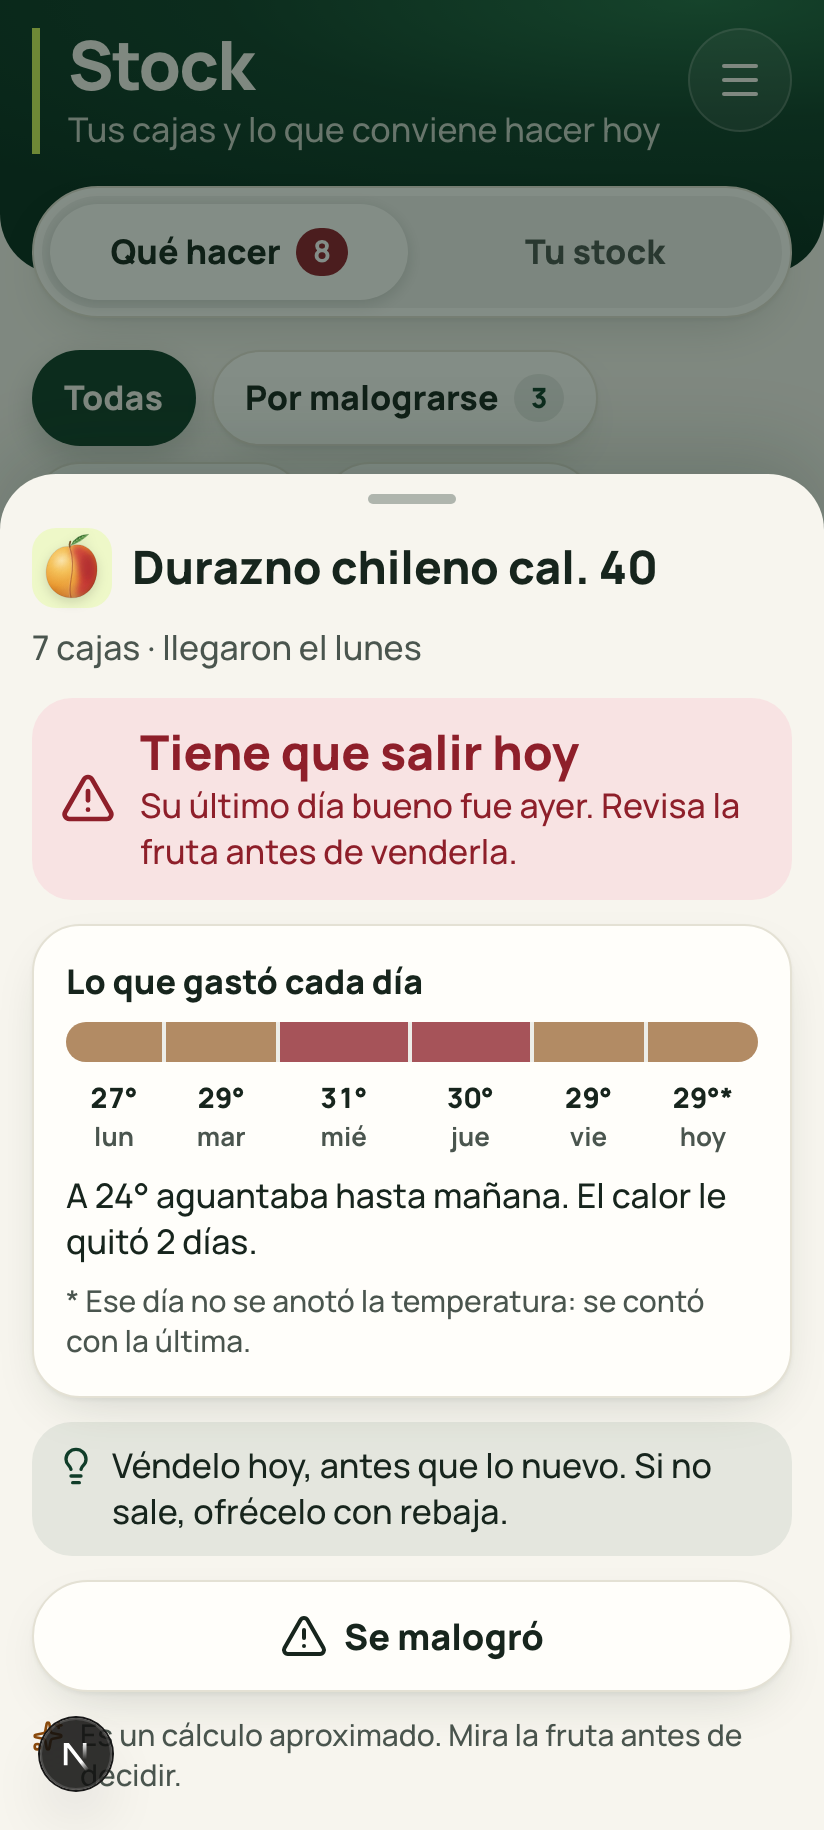 Stock
Tus cajas y lo que conviene hacer hoy
Qué hacer 8
Tu stock
Todas
Por malograrse 3
Durazno chileno cal. 40
7 cajas · llegaron el lunes
Tiene que salir hoy
Su último día bueno fue ayer. Revisa la
fruta antes de venderla.
Lo que gastó cada día
27° 29° 31° 30° 29° 29°*
lun mar mié jue vie hoy
A 24° aguantaba hasta mañana. El calor le
quitó 2 días.
* Ese día no se anotó la temperatura: se contó
con la última.
Véndelo hoy, antes que lo nuevo. Si no
sale, ofrécelo con rebaja.
Se malogró
Es un cálculo aproximado. Mira la fruta antes de
decidir.
N